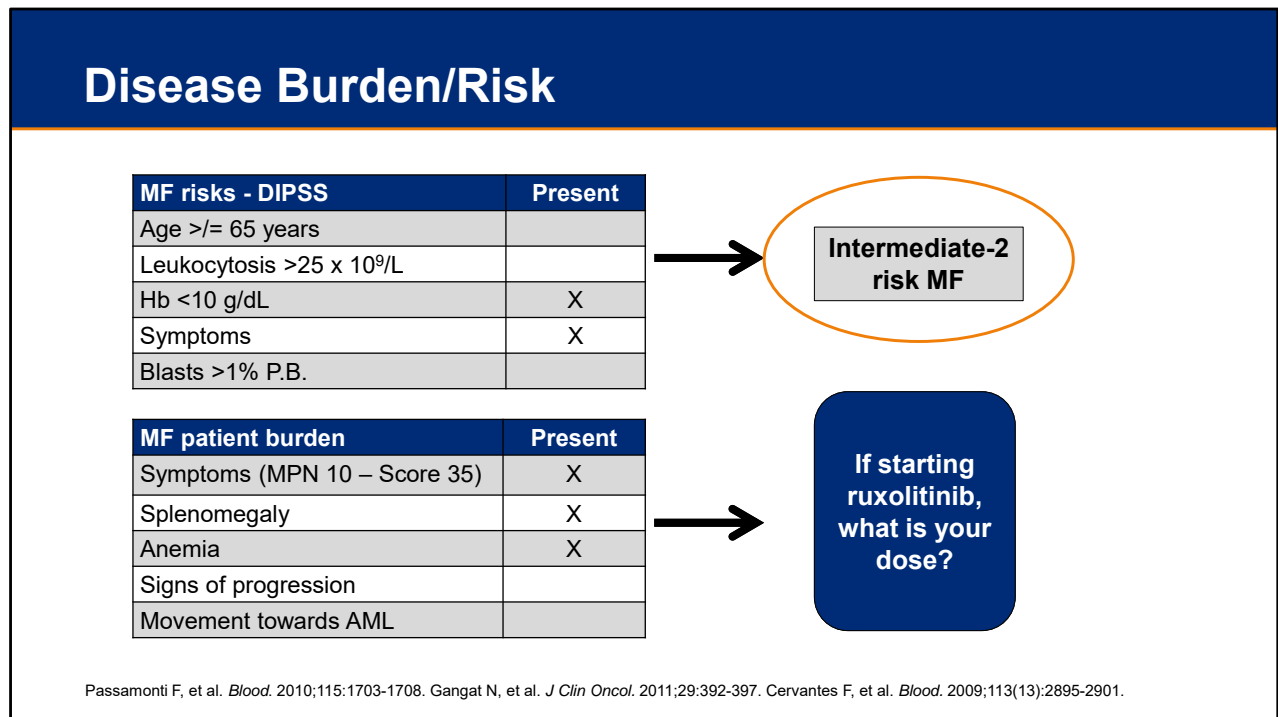 Disease Burden/Risk
MF risks - DIPSS Present
Age >/= 65 years
Leukocytosis >25 x 10⁹/L
Hb <10 g/dL X
Symptoms X
Blasts >1% P.B.
Intermediate-2
risk MF
MF patient burden Present
Symptoms (MPN 10 – Score 35) X
Splenomegaly X
Anemia X
Signs of progression
Movement towards AML
If starting
ruxolitinib,
what is your
dose?
Passamonti F, et al. Blood. 2010;115:1703-1708. Gangat N, et al. J Clin Oncol. 2011;29:392-397. Cervantes F, et al. Blood. 2009;113(13):2895-2901.